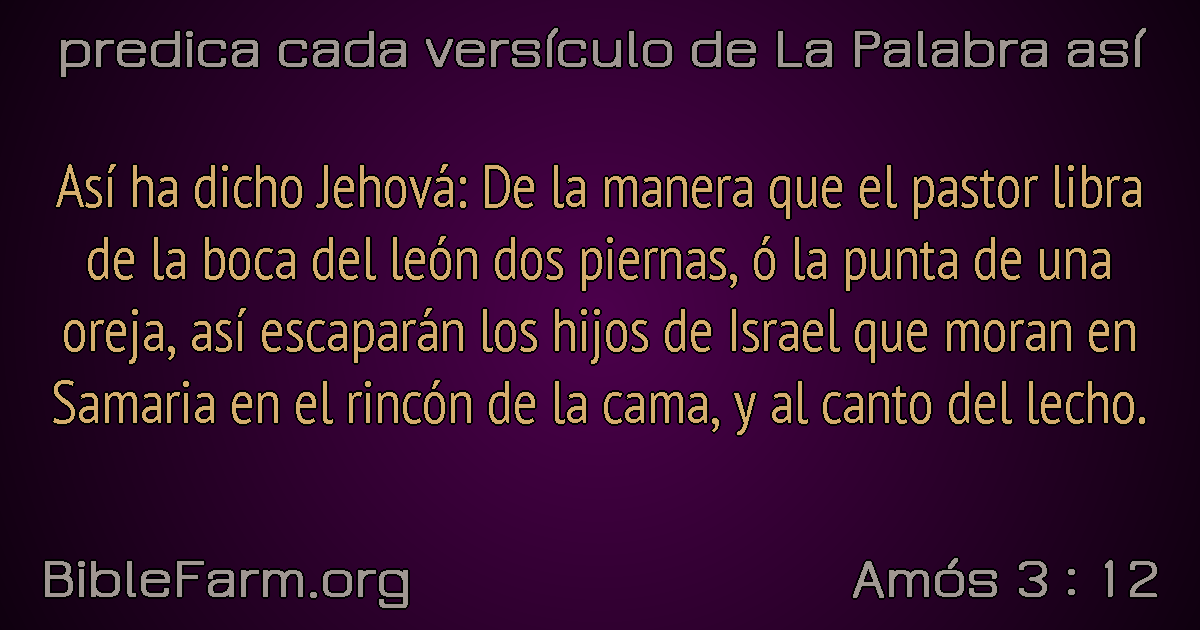 predica cada versículo de La Palabra así
Así ha dicho Jehová: De la manera que el pastor libra
de la boca del león dos piernas, ó la punta de una
oreja, así escaparán los hijos de Israel que moran en
Samaria en el rincón de la cama, y al canto del lecho.
BibleFarm.org
Amós 3 : 12